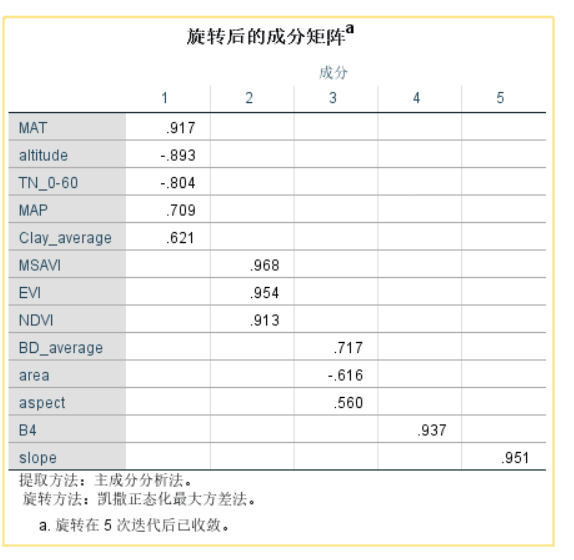 旋转后的成分矩阵a
成分
1 2 3 4 5
MAT .917
altitude -.893
TN_0-60 -.804
MAP .709
Clay_average .621
MSAVI .968
EVI .954
NDVI .913
BD_average .717
area -.616
aspect .560
B4 .937
slope .951
提取方法：主成分分析法。
旋转方法：凯撒正态化最大方差法。
a. 旋转在 5 次迭代后已收敛。